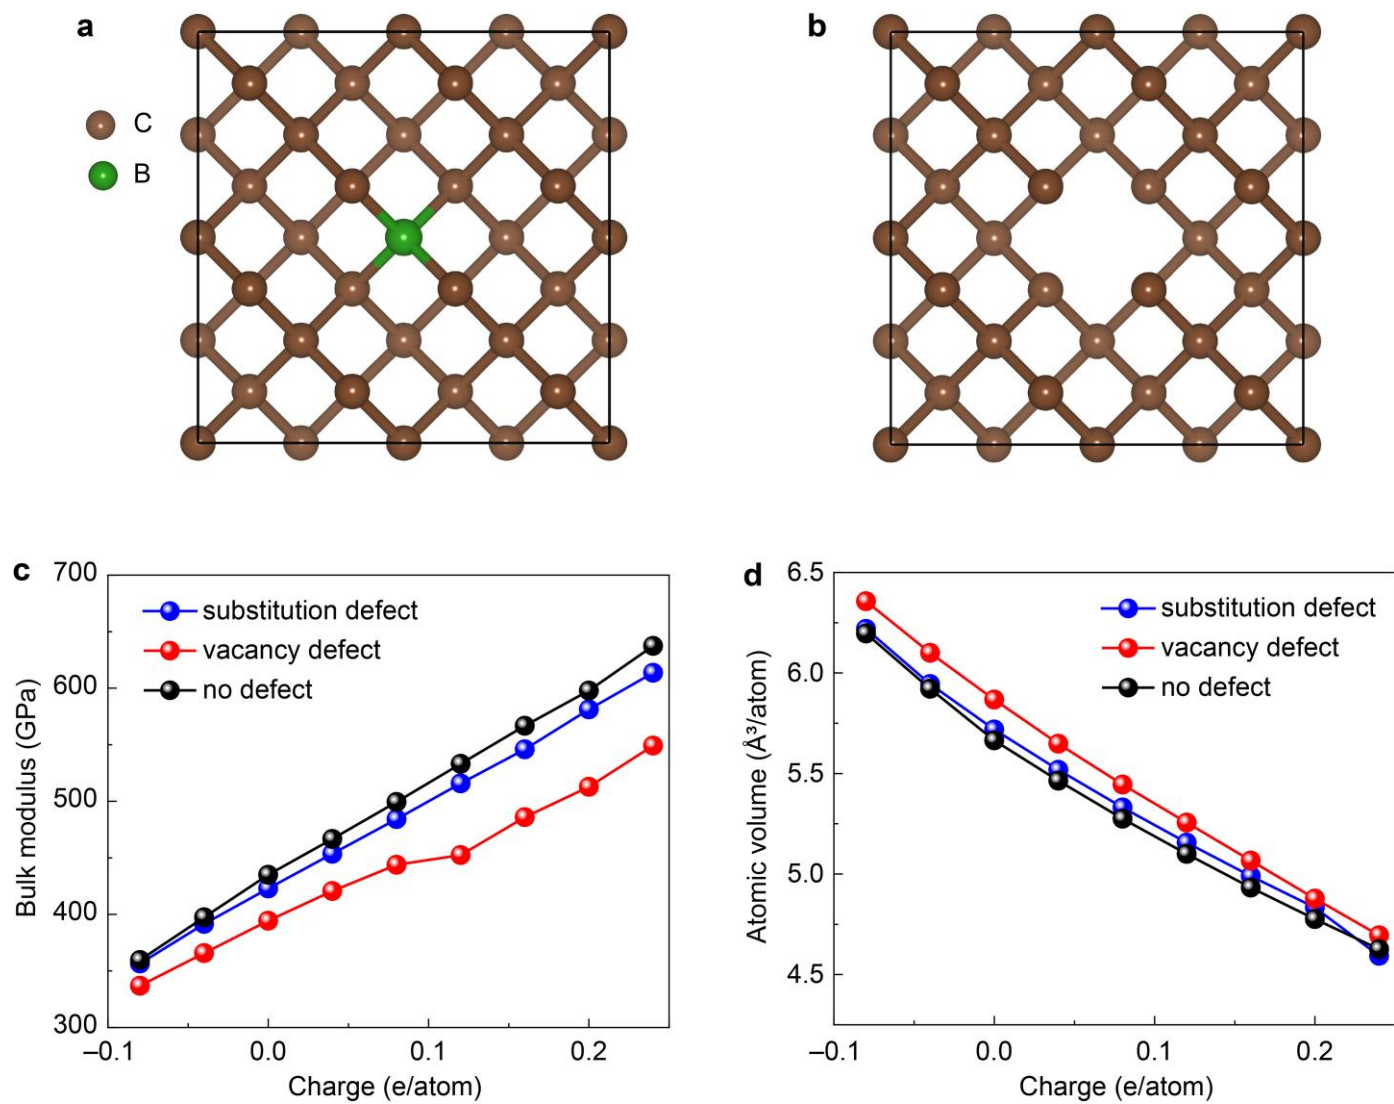 a
b
C
B
c
700
600
500
400
300
Bulk modulus (GPa)
substitution defect
vacancy defect
no defect
–0.1
0.0
0.1
0.2
Charge (e/atom)
d
6.5
6.0
5.5
5.0
4.5
Atomic volume (Å³/atom)
substitution defect
vacancy defect
no defect
–0.1
0.0
0.1
0.2
Charge (e/atom)